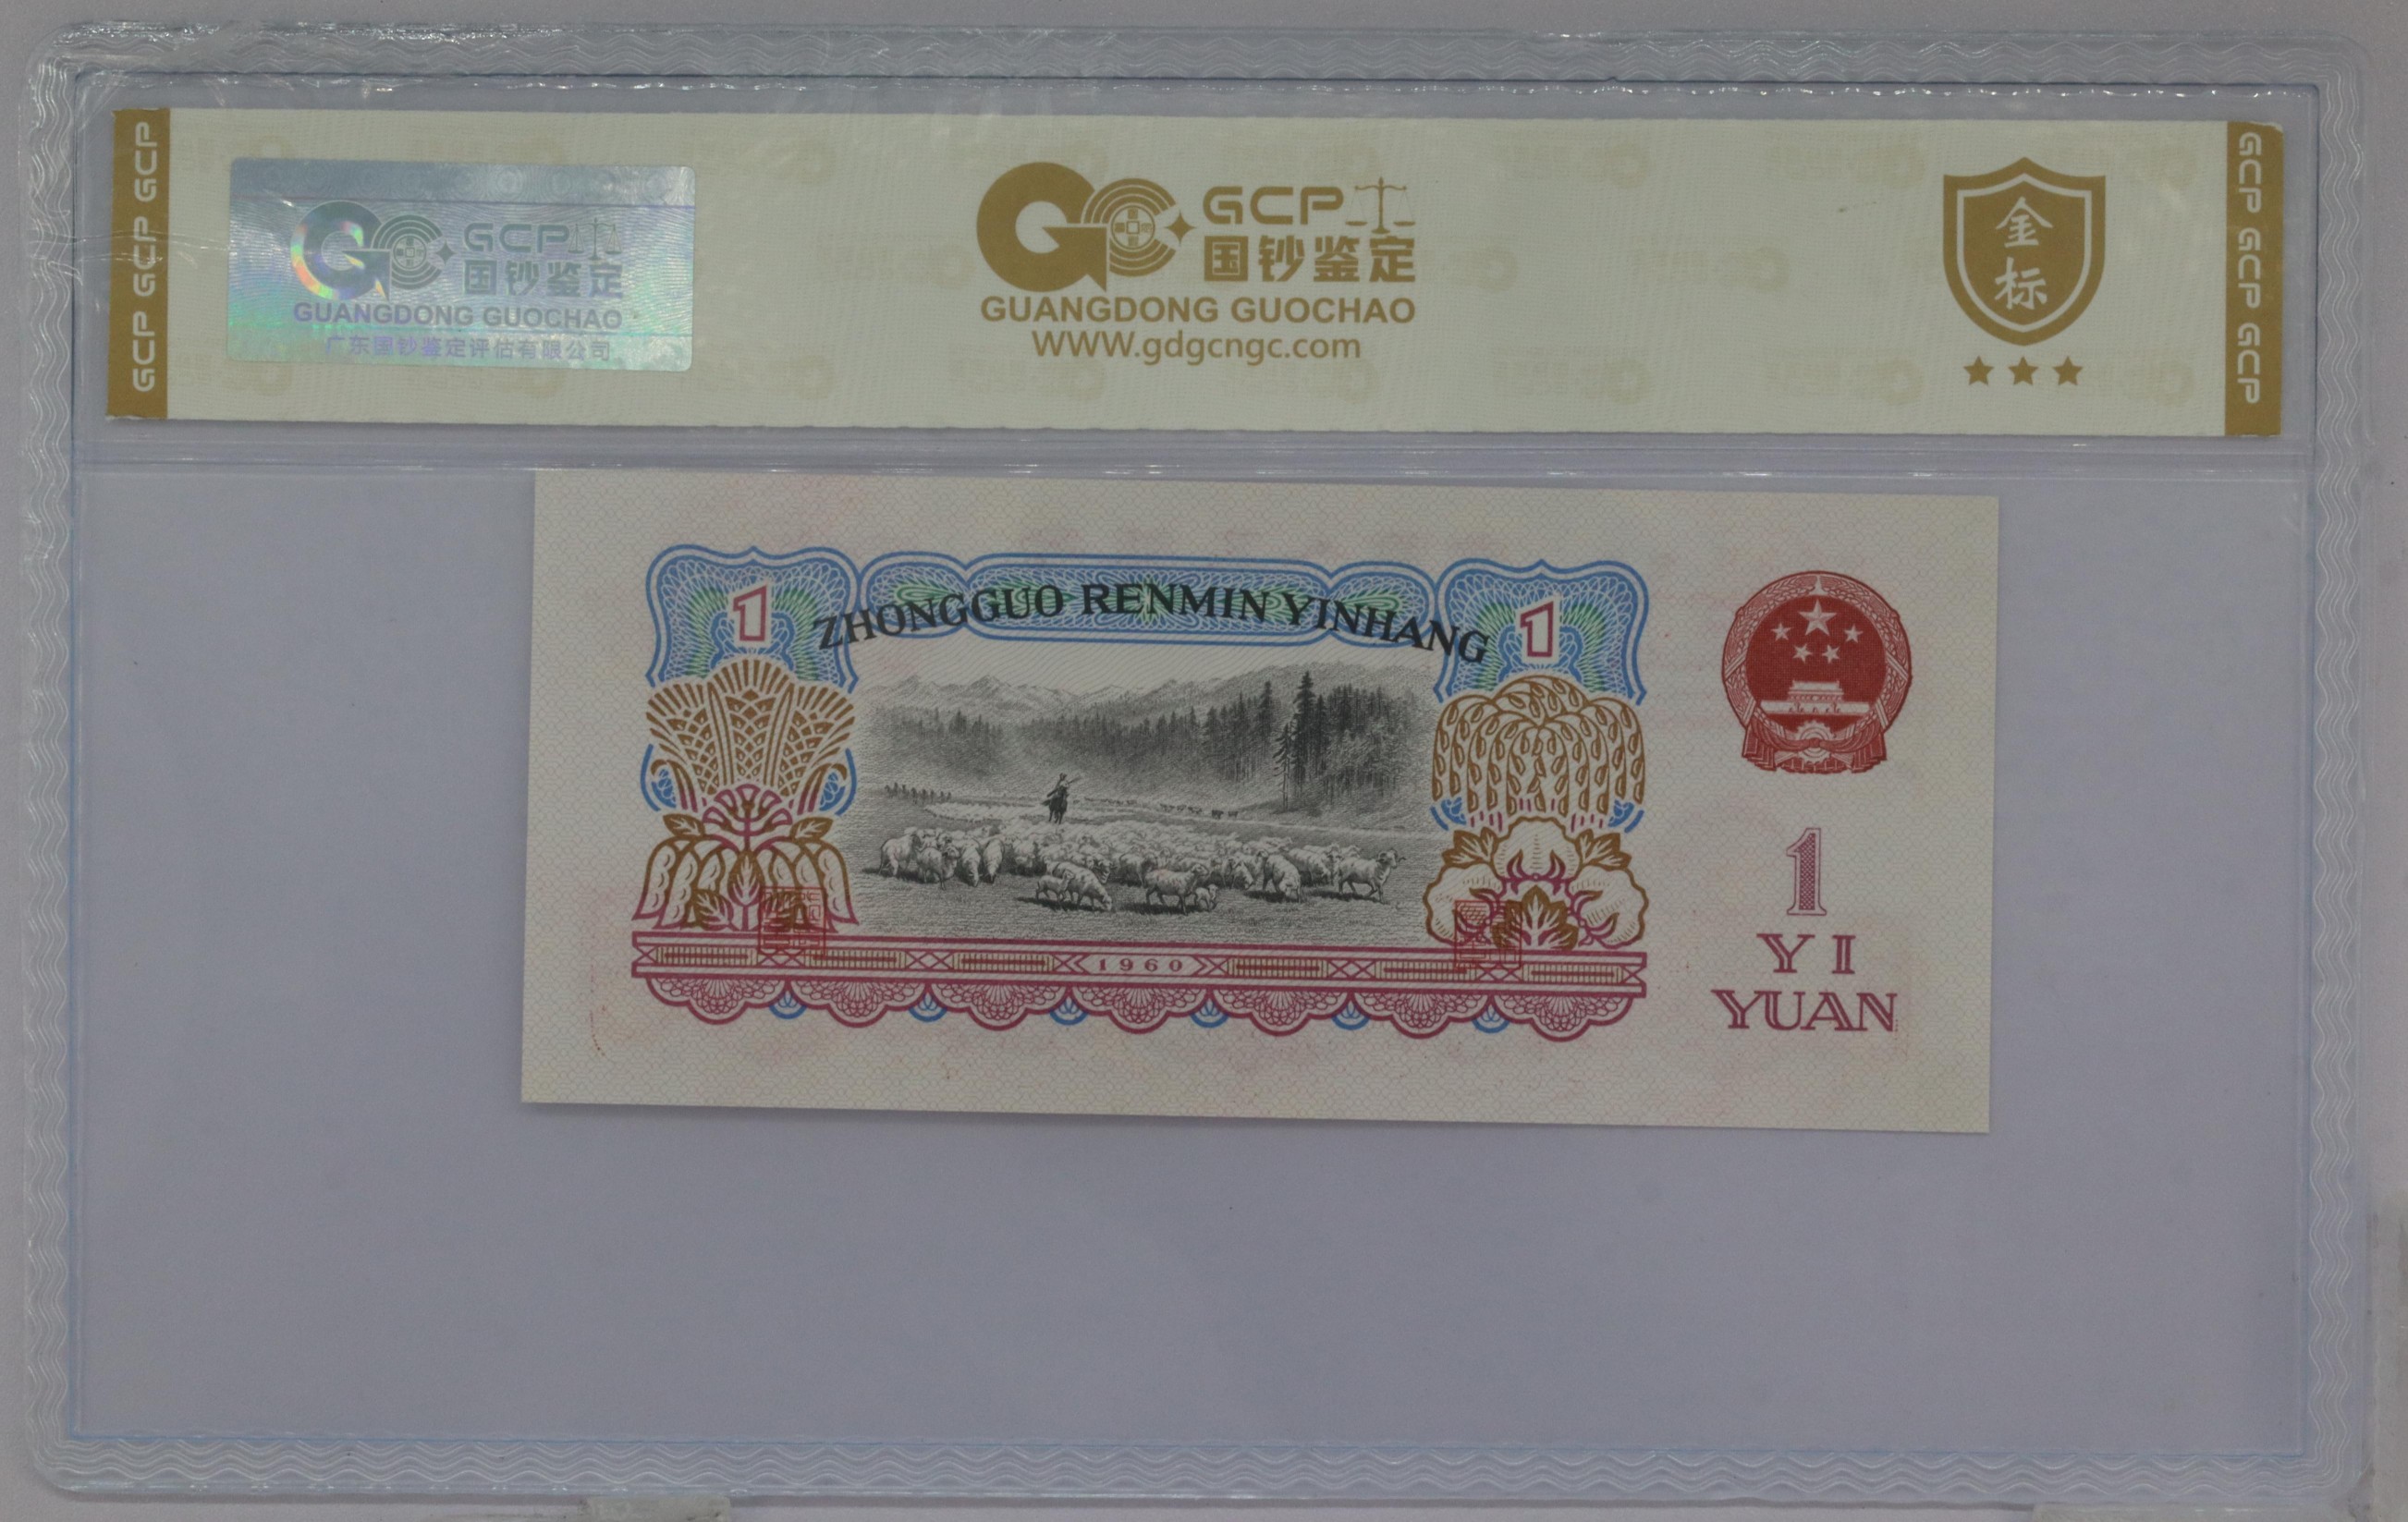 GCP GCP GCP
GCP
国钞鉴定
GUANGDONG GUOCHAO
广东国钞鉴定评估有限公司
GCP
国钞鉴定
GUANGDONG GUOCHAO
www.gdgcngc.com
金
标
GCP GCP GCP
1
ZHONGGUO RENMIN YINHANG
1
1960
1
YI
YUAN